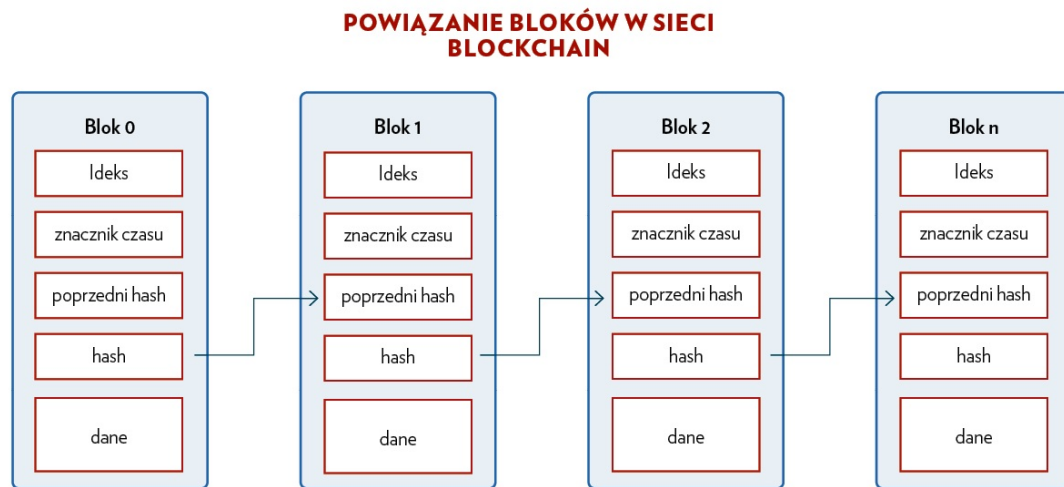 POWIĄZANIE BLOKÓW W SIECI
BLOCKCHAIN
Blok 0
Ideks
znacznik czasu
poprzedni hash
hash
dane
Blok 1
Ideks
znacznik czasu
poprzedni hash
hash
dane
Blok 2
Ideks
znacznik czasu
poprzedni hash
hash
dane
Blok n
Ideks
znacznik czasu
poprzedni hash
hash
dane